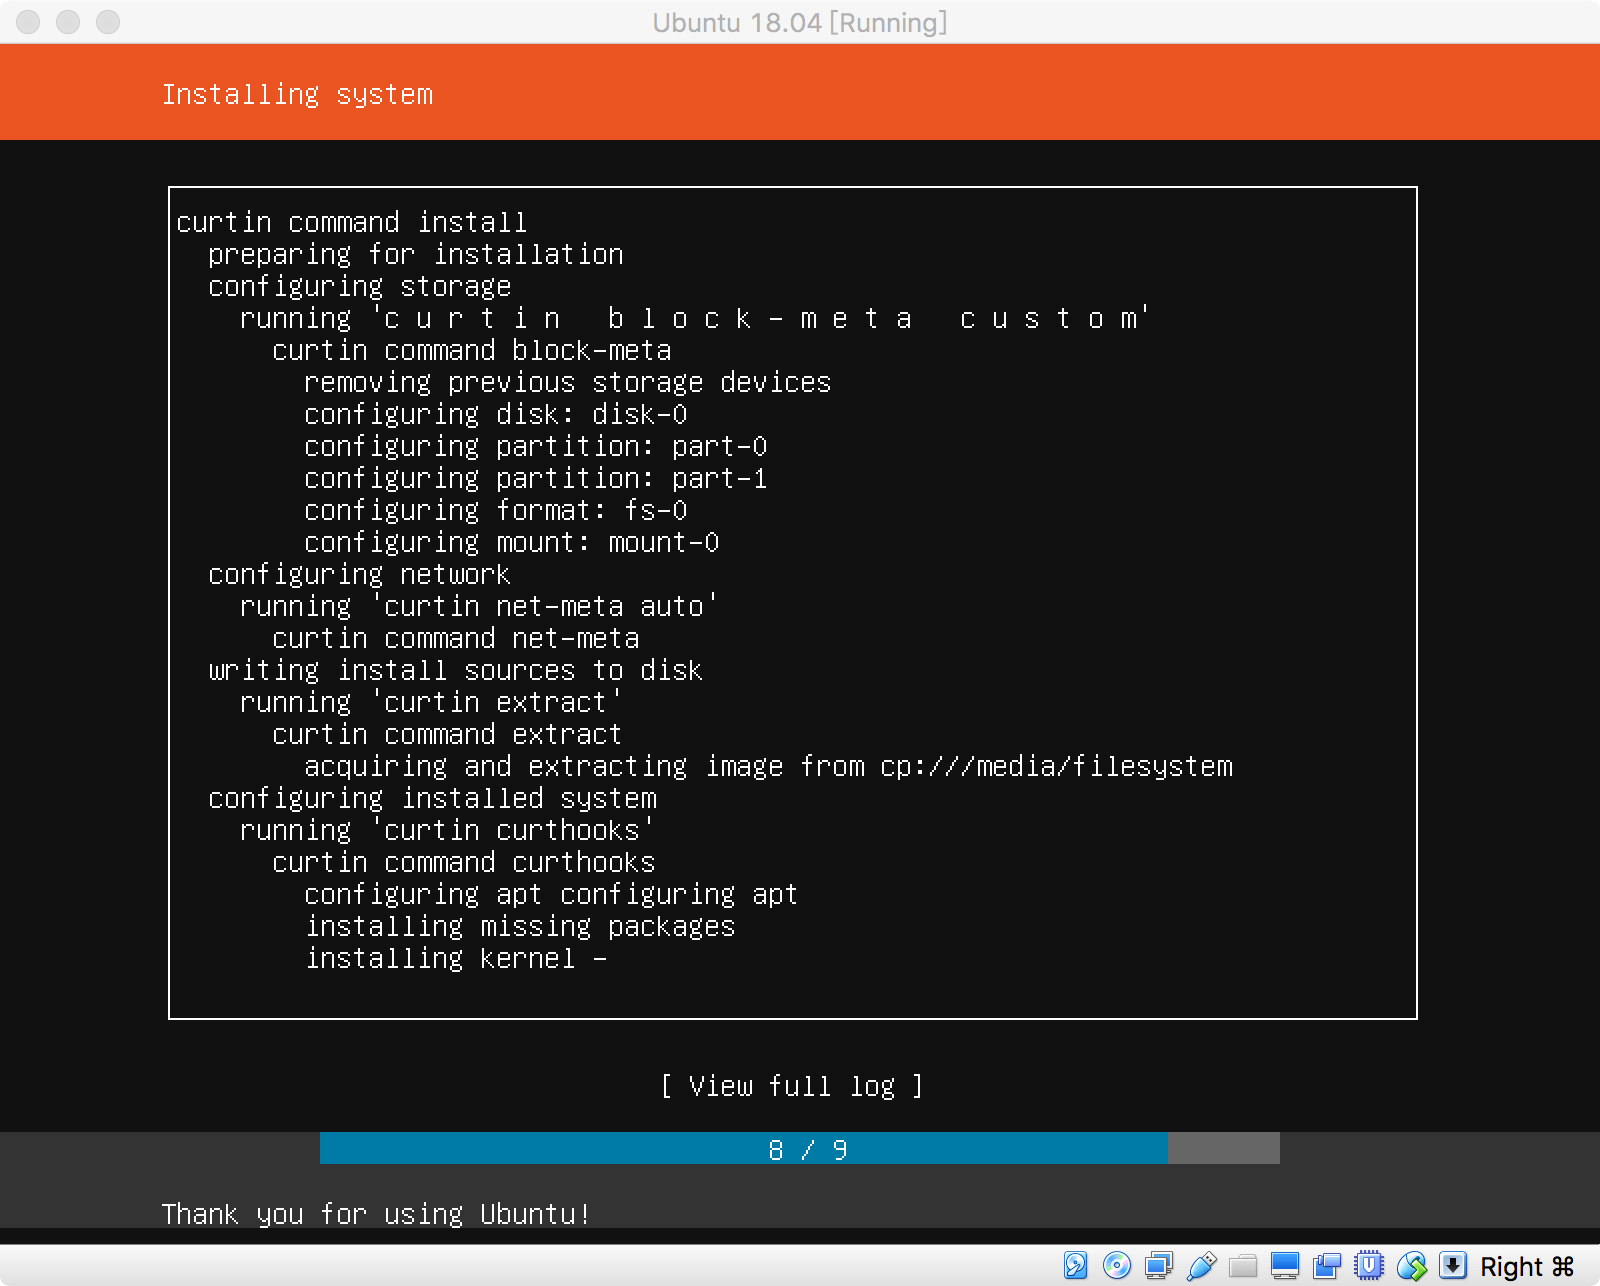 Ubuntu 18.04 [Running]
Installing system
curtin command install
preparing for installation
configuring storage
running 'c u r t i n   b l o c k - m e t a   c u s t o m'
curtin command block-meta
removing previous storage devices
configuring disk: disk-0
configuring partition: part-0
configuring partition: part-1
configuring format: fs-0
configuring mount: mount-0
configuring network
running 'curtin net-meta auto'
curtin command net-meta
writing install sources to disk
running 'curtin extract'
curtin command extract
acquiring and extracting image from cp:///media/filesystem
configuring installed system
running 'curtin curthooks'
curtin command curthooks
configuring apt configuring apt
installing missing packages
installing kernel -
[ View full log ]
8 / 9
Thank you for using Ubuntu!
Right ⌘